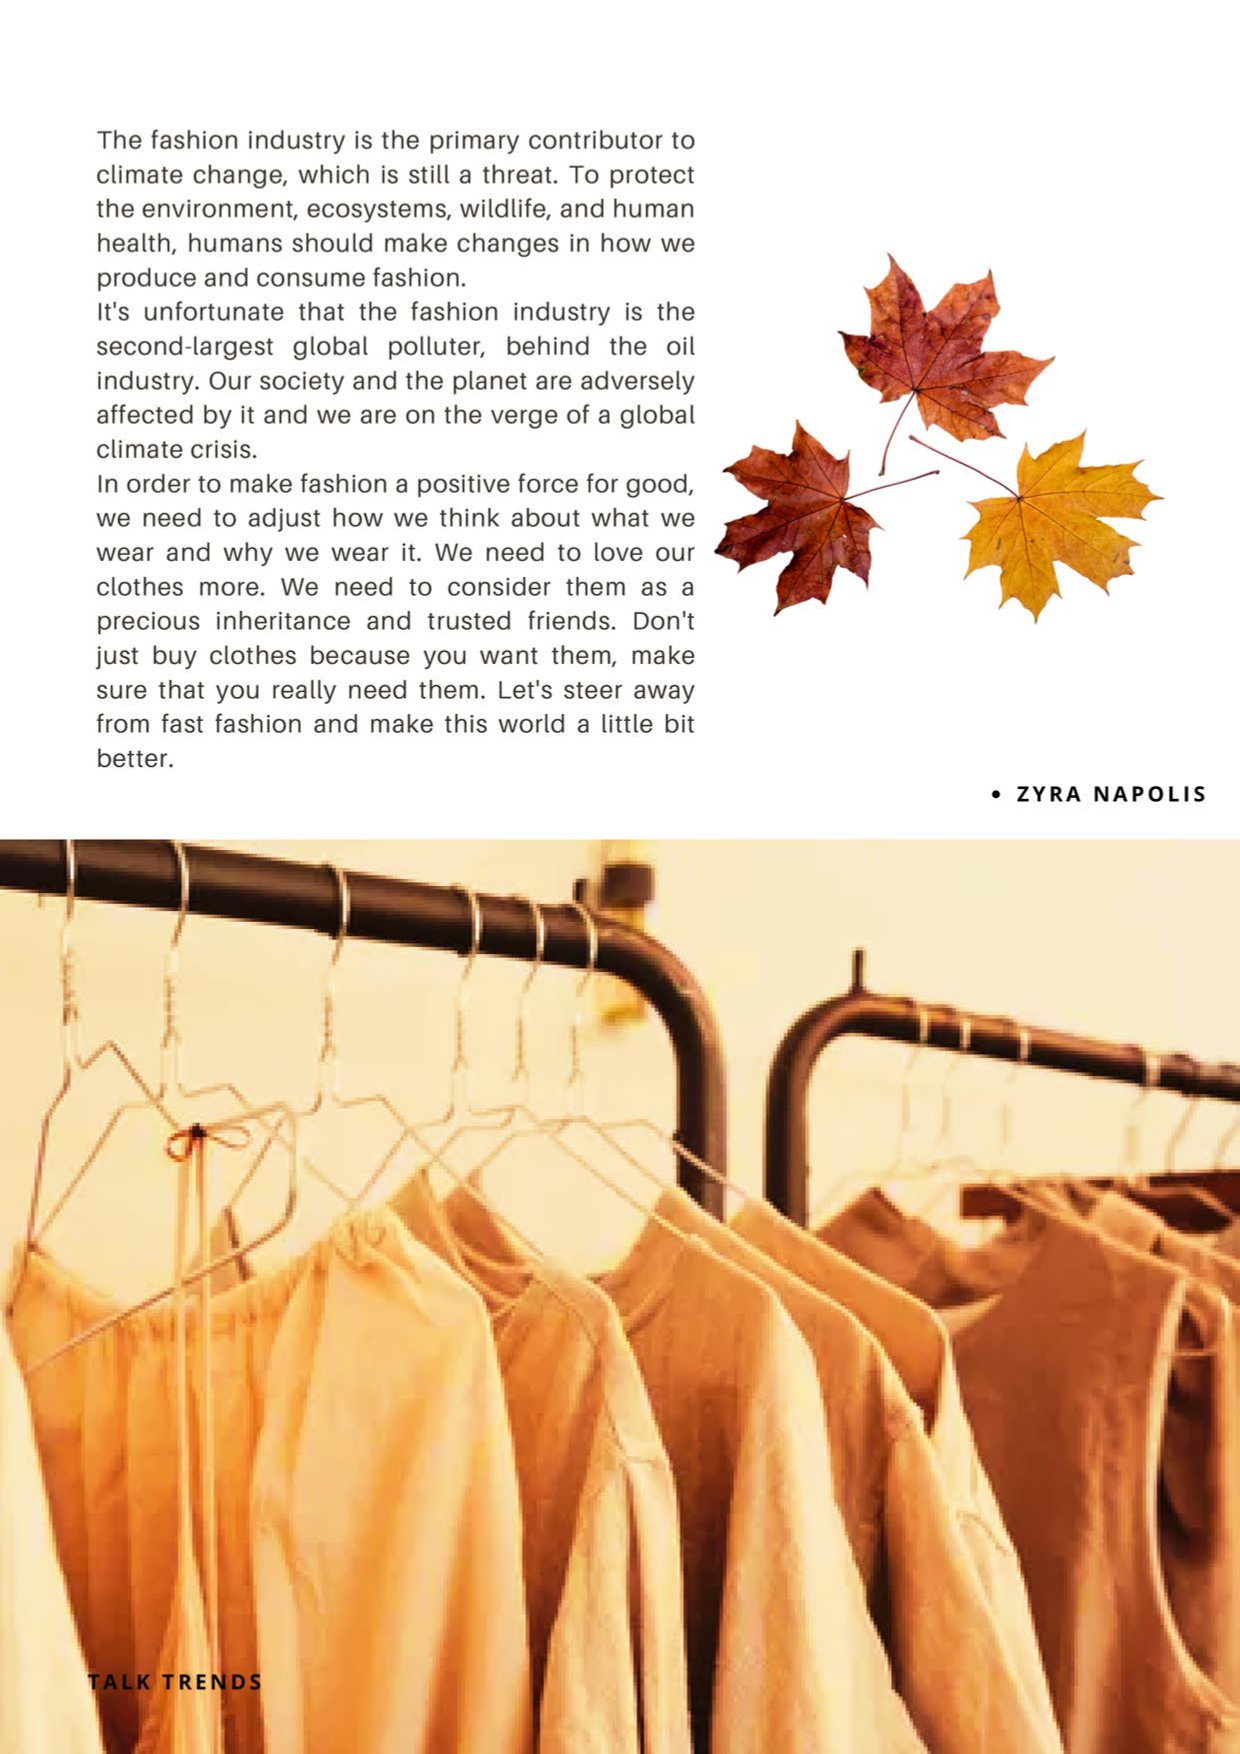 The fashion industry is the primary contributor to
climate change, which is still a threat. To protect
the environment, ecosystems, wildlife, and human
health, humans should make changes in how we
produce and consume fashion.
It's unfortunate that the fashion industry is the
second-largest global polluter, behind the oil
industry. Our society and the planet are adversely
affected by it and we are on the verge of a global
climate crisis.
In order to make fashion a positive force for good,
we need to adjust how we think about what we
wear and why we wear it. We need to love our
clothes more. We need to consider them as a
precious inheritance and trusted friends. Don't
just buy clothes because you want them, make
sure that you really need them. Let's steer away
from fast fashion and make this world a little bit
better.
• ZYRA NAPOLIS
TALK TRENDS